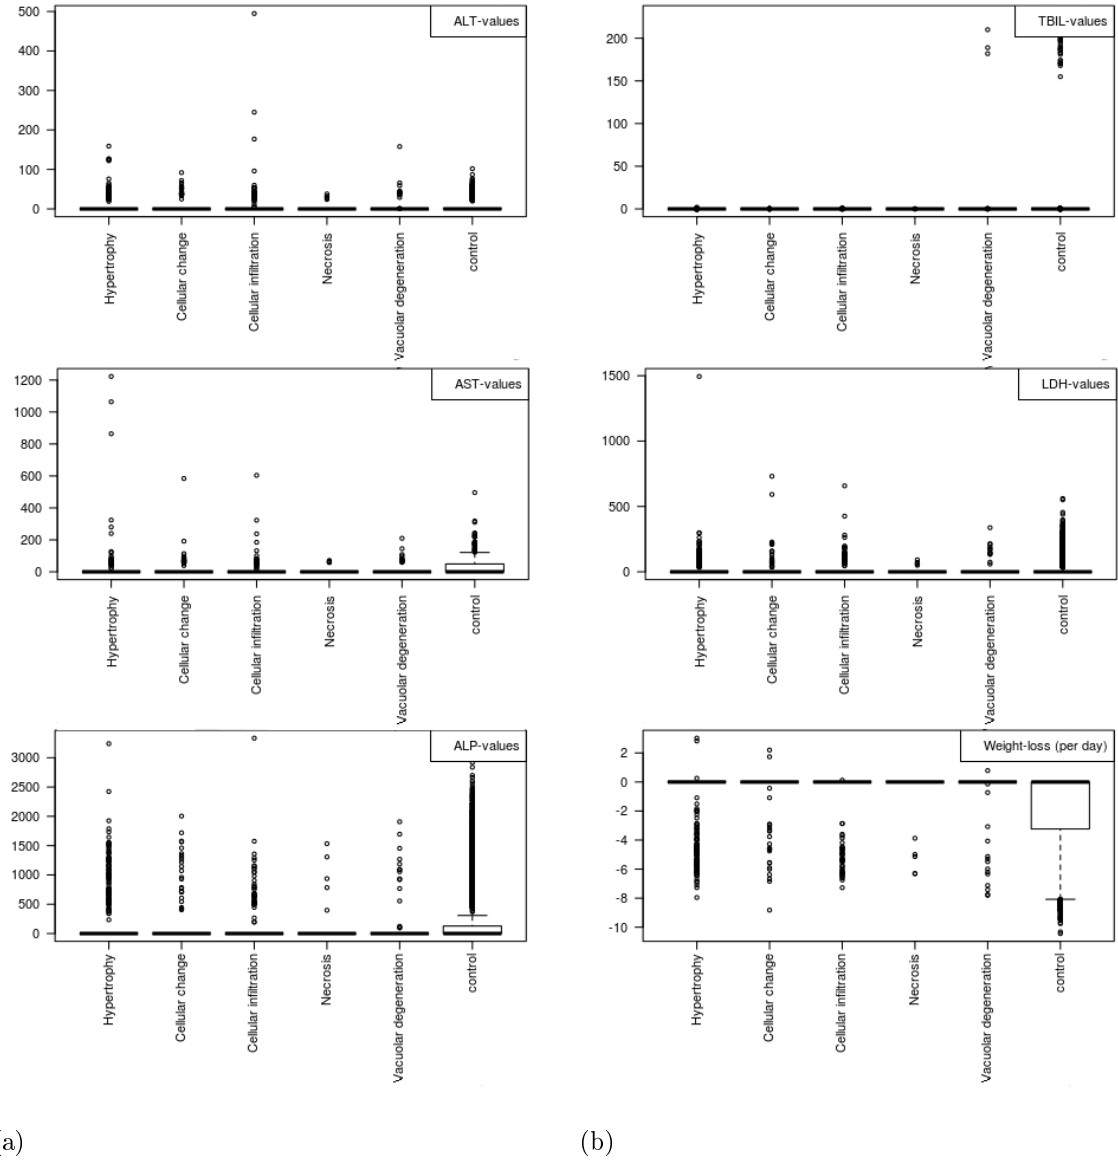 ALT-values
500
400
300
200
100
0
Hypertrophy
Cellular change
Cellular infiltration
Necrosis
Vacuolar degeneration
control
TBIL-values
200
150
100
50
0
Hypertrophy
Cellular change
Cellular infiltration
Necrosis
Vacuolar degeneration
control
AST-values
1200
1000
800
600
400
200
0
Hypertrophy
Cellular change
Cellular infiltration
Necrosis
Vacuolar degeneration
control
LDH-values
1500
1000
500
0
Hypertrophy
Cellular change
Cellular infiltration
Necrosis
Vacuolar degeneration
control
ALP-values
3000
2500
2000
1500
1000
500
0
Hypertrophy
Cellular change
Cellular infiltration
Necrosis
Vacuolar degeneration
control
Weight-loss (per day)
2
0
-2
-4
-6
-8
-10
Hypertrophy
Cellular change
Cellular infiltration
Necrosis
Vacuolar degeneration
control
a)
(b)